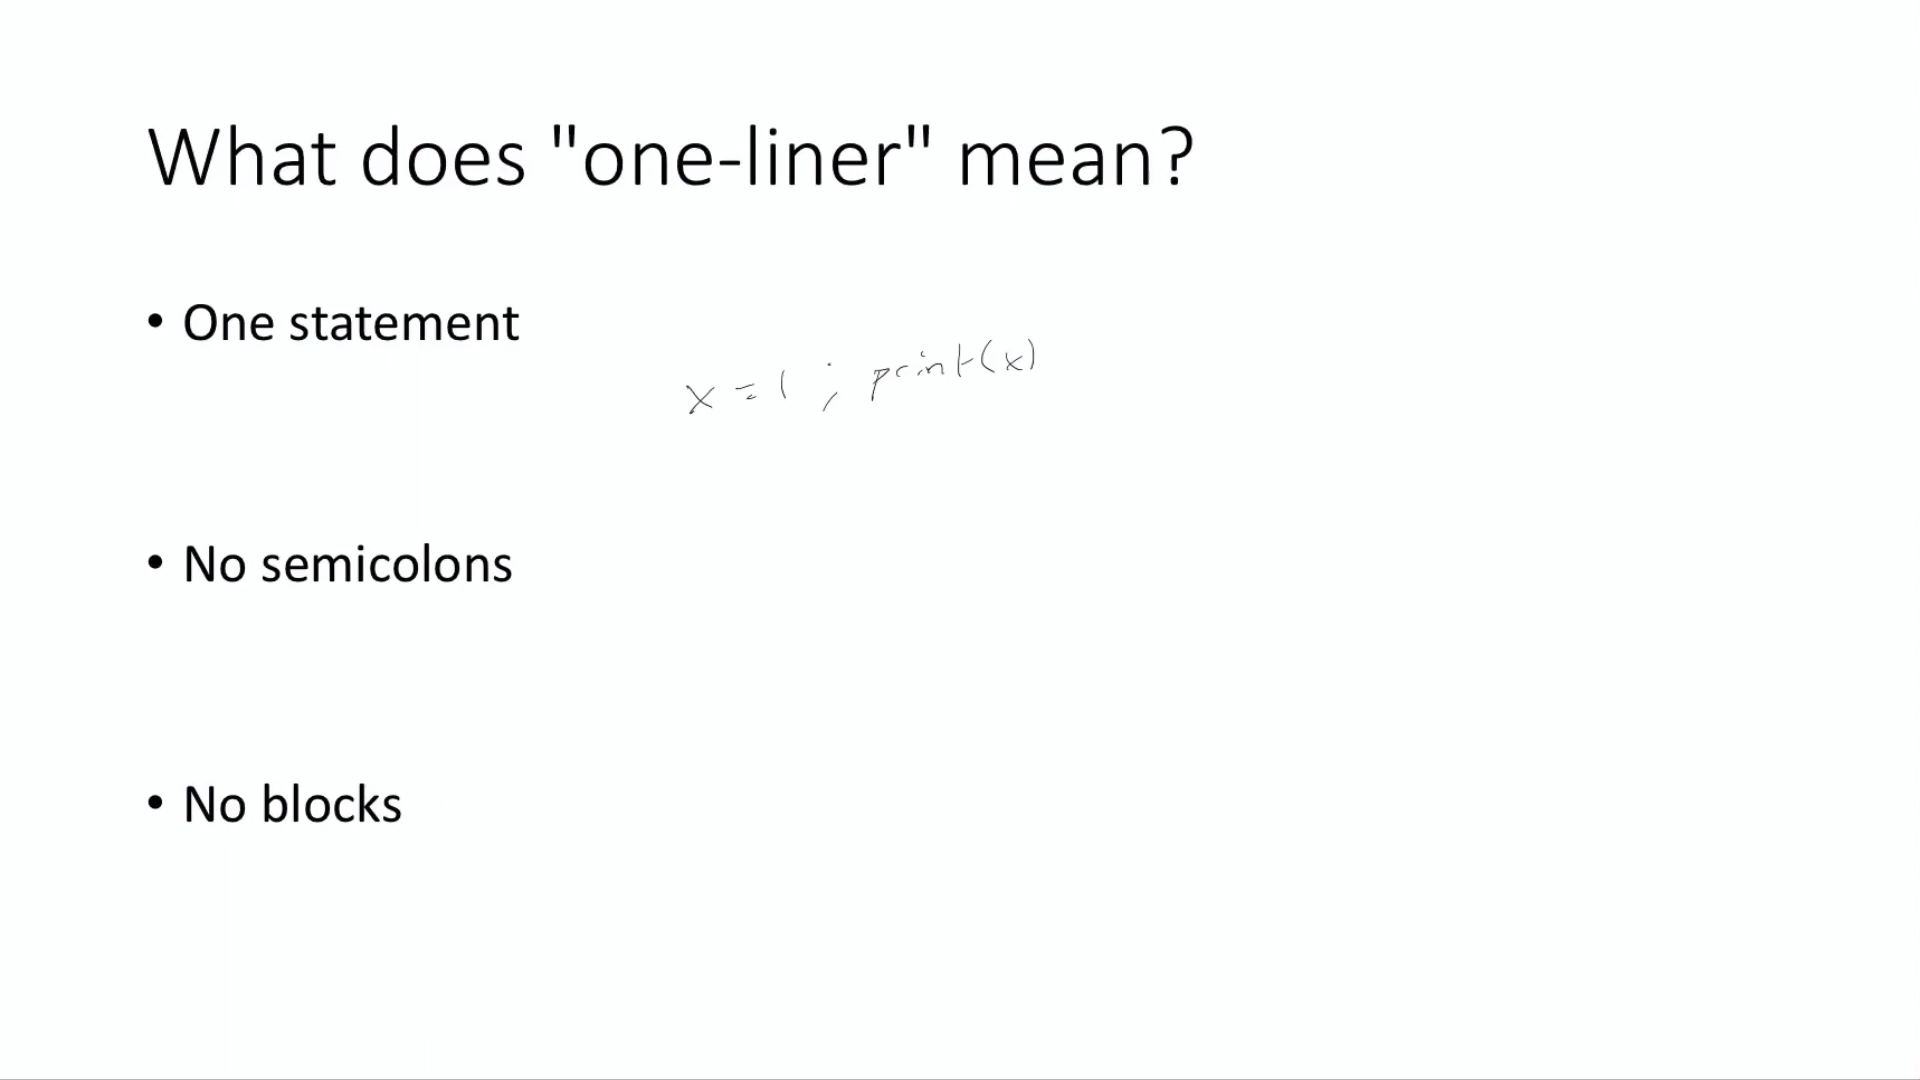 What does "one-liner" mean?
• One statement
x = 1 ; print(x)
• No semicolons
• No blocks